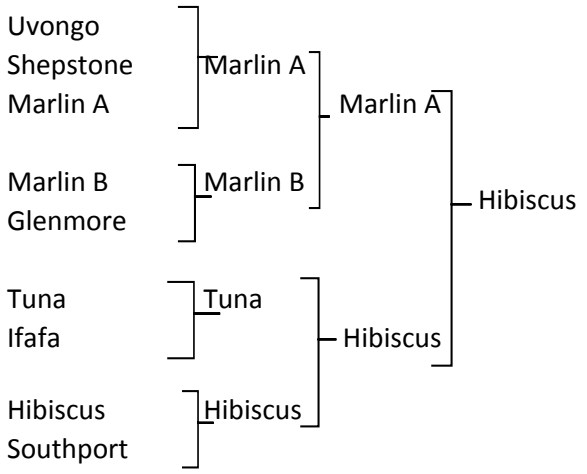 Uvongo
Shepstone
Marlin A
Marlin A
Marlin A
Marlin B
Marlin B
Glenmore
Hibiscus
Tuna
Tuna
Ifafa
Hibiscus
Hibiscus
Hibiscus
Southport